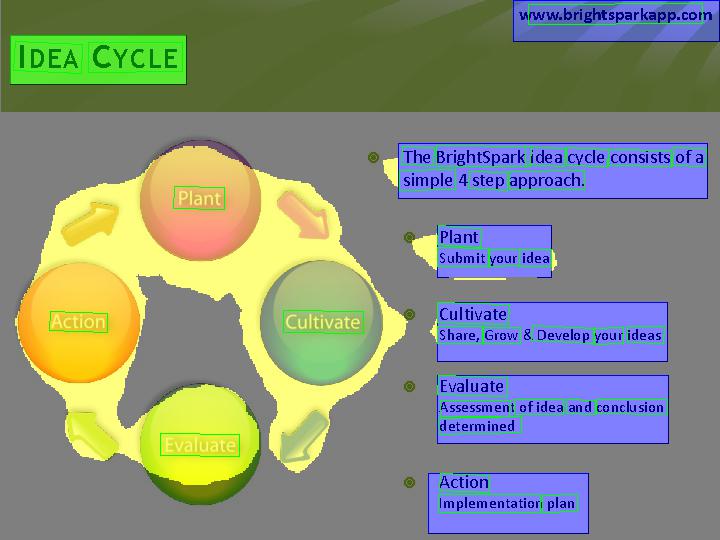 www.brightsparkapp.com
IDEA CYCLE
The BrightSpark idea cycle consists of a
simple 4 step approach.
Plant
Submit your idea
Cultivate
Share, Grow & Develop your ideas
Evaluate
Assessment of idea and conclusion
determined
Action
Implementation plan
Plant
Cultivate
Evaluate
Action